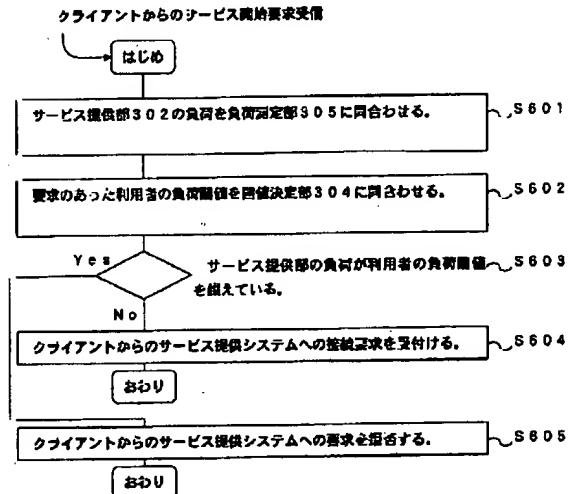 クライアントからのサービス開始要求受信
はじめ
サービス提供部302の負荷を負荷測定部305に問合わせる。
S601
要求のあった利用者の負荷閾値を閾値決定部304に問合わせる。
S602
Yes
サービス提供部の負荷が利用者の負荷閾値
を超えている。
S603
No
クライアントからのサービス提供システムへの接続要求を受付ける。
S604
おわり
クライアントからのサービス提供システムへの要求を拒否する。
S605
おわり